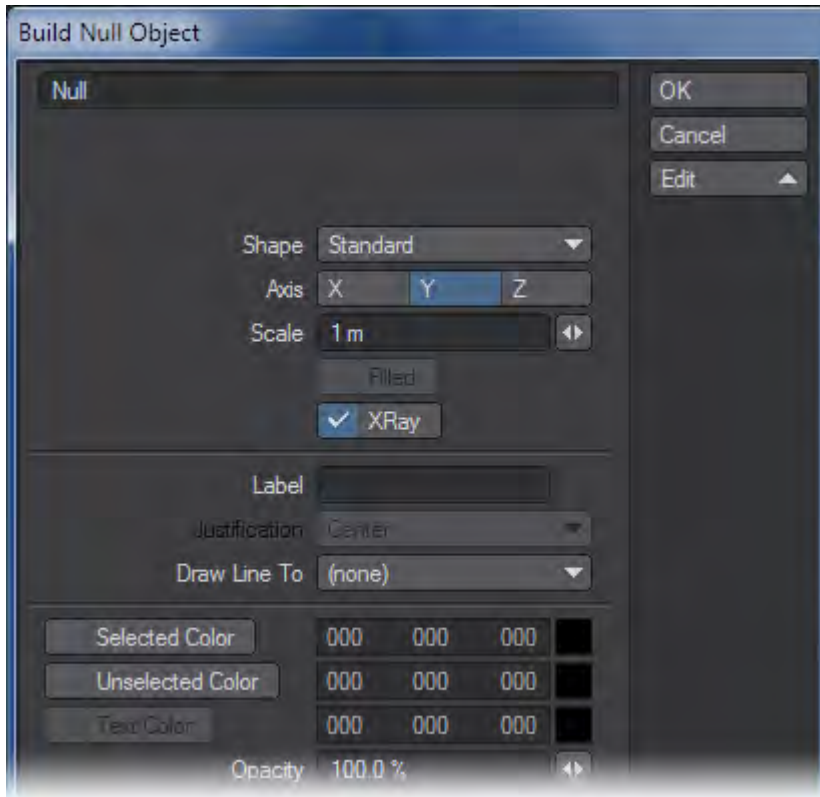 Build Null Object
Null
OK
Cancel
Edit
Shape Standard
Axis X Y Z
Scale 1 m
Filled
XRay
Label
Justification Center
Draw Line To (none)
Selected Color 000 000 000
Unselected Color 000 000 000
Text Color 000 000 000
Opacity 100.0 %